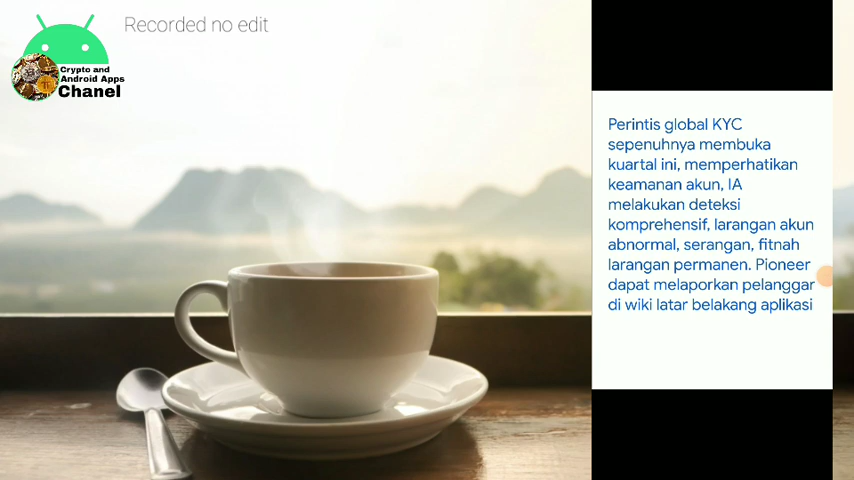 Recorded no edit
Crypto and
Android Apps
Chanel
Perintis global KYC
sepenuhnya membuka
kuartal ini, memperhatikan
keamanan akun, IA
melakukan deteksi
komprehensif, larangan akun
abnormal, serangan, fitnah
larangan permanen. Pioneer
dapat melaporkan pelanggar
di wiki latar belakang aplikasi